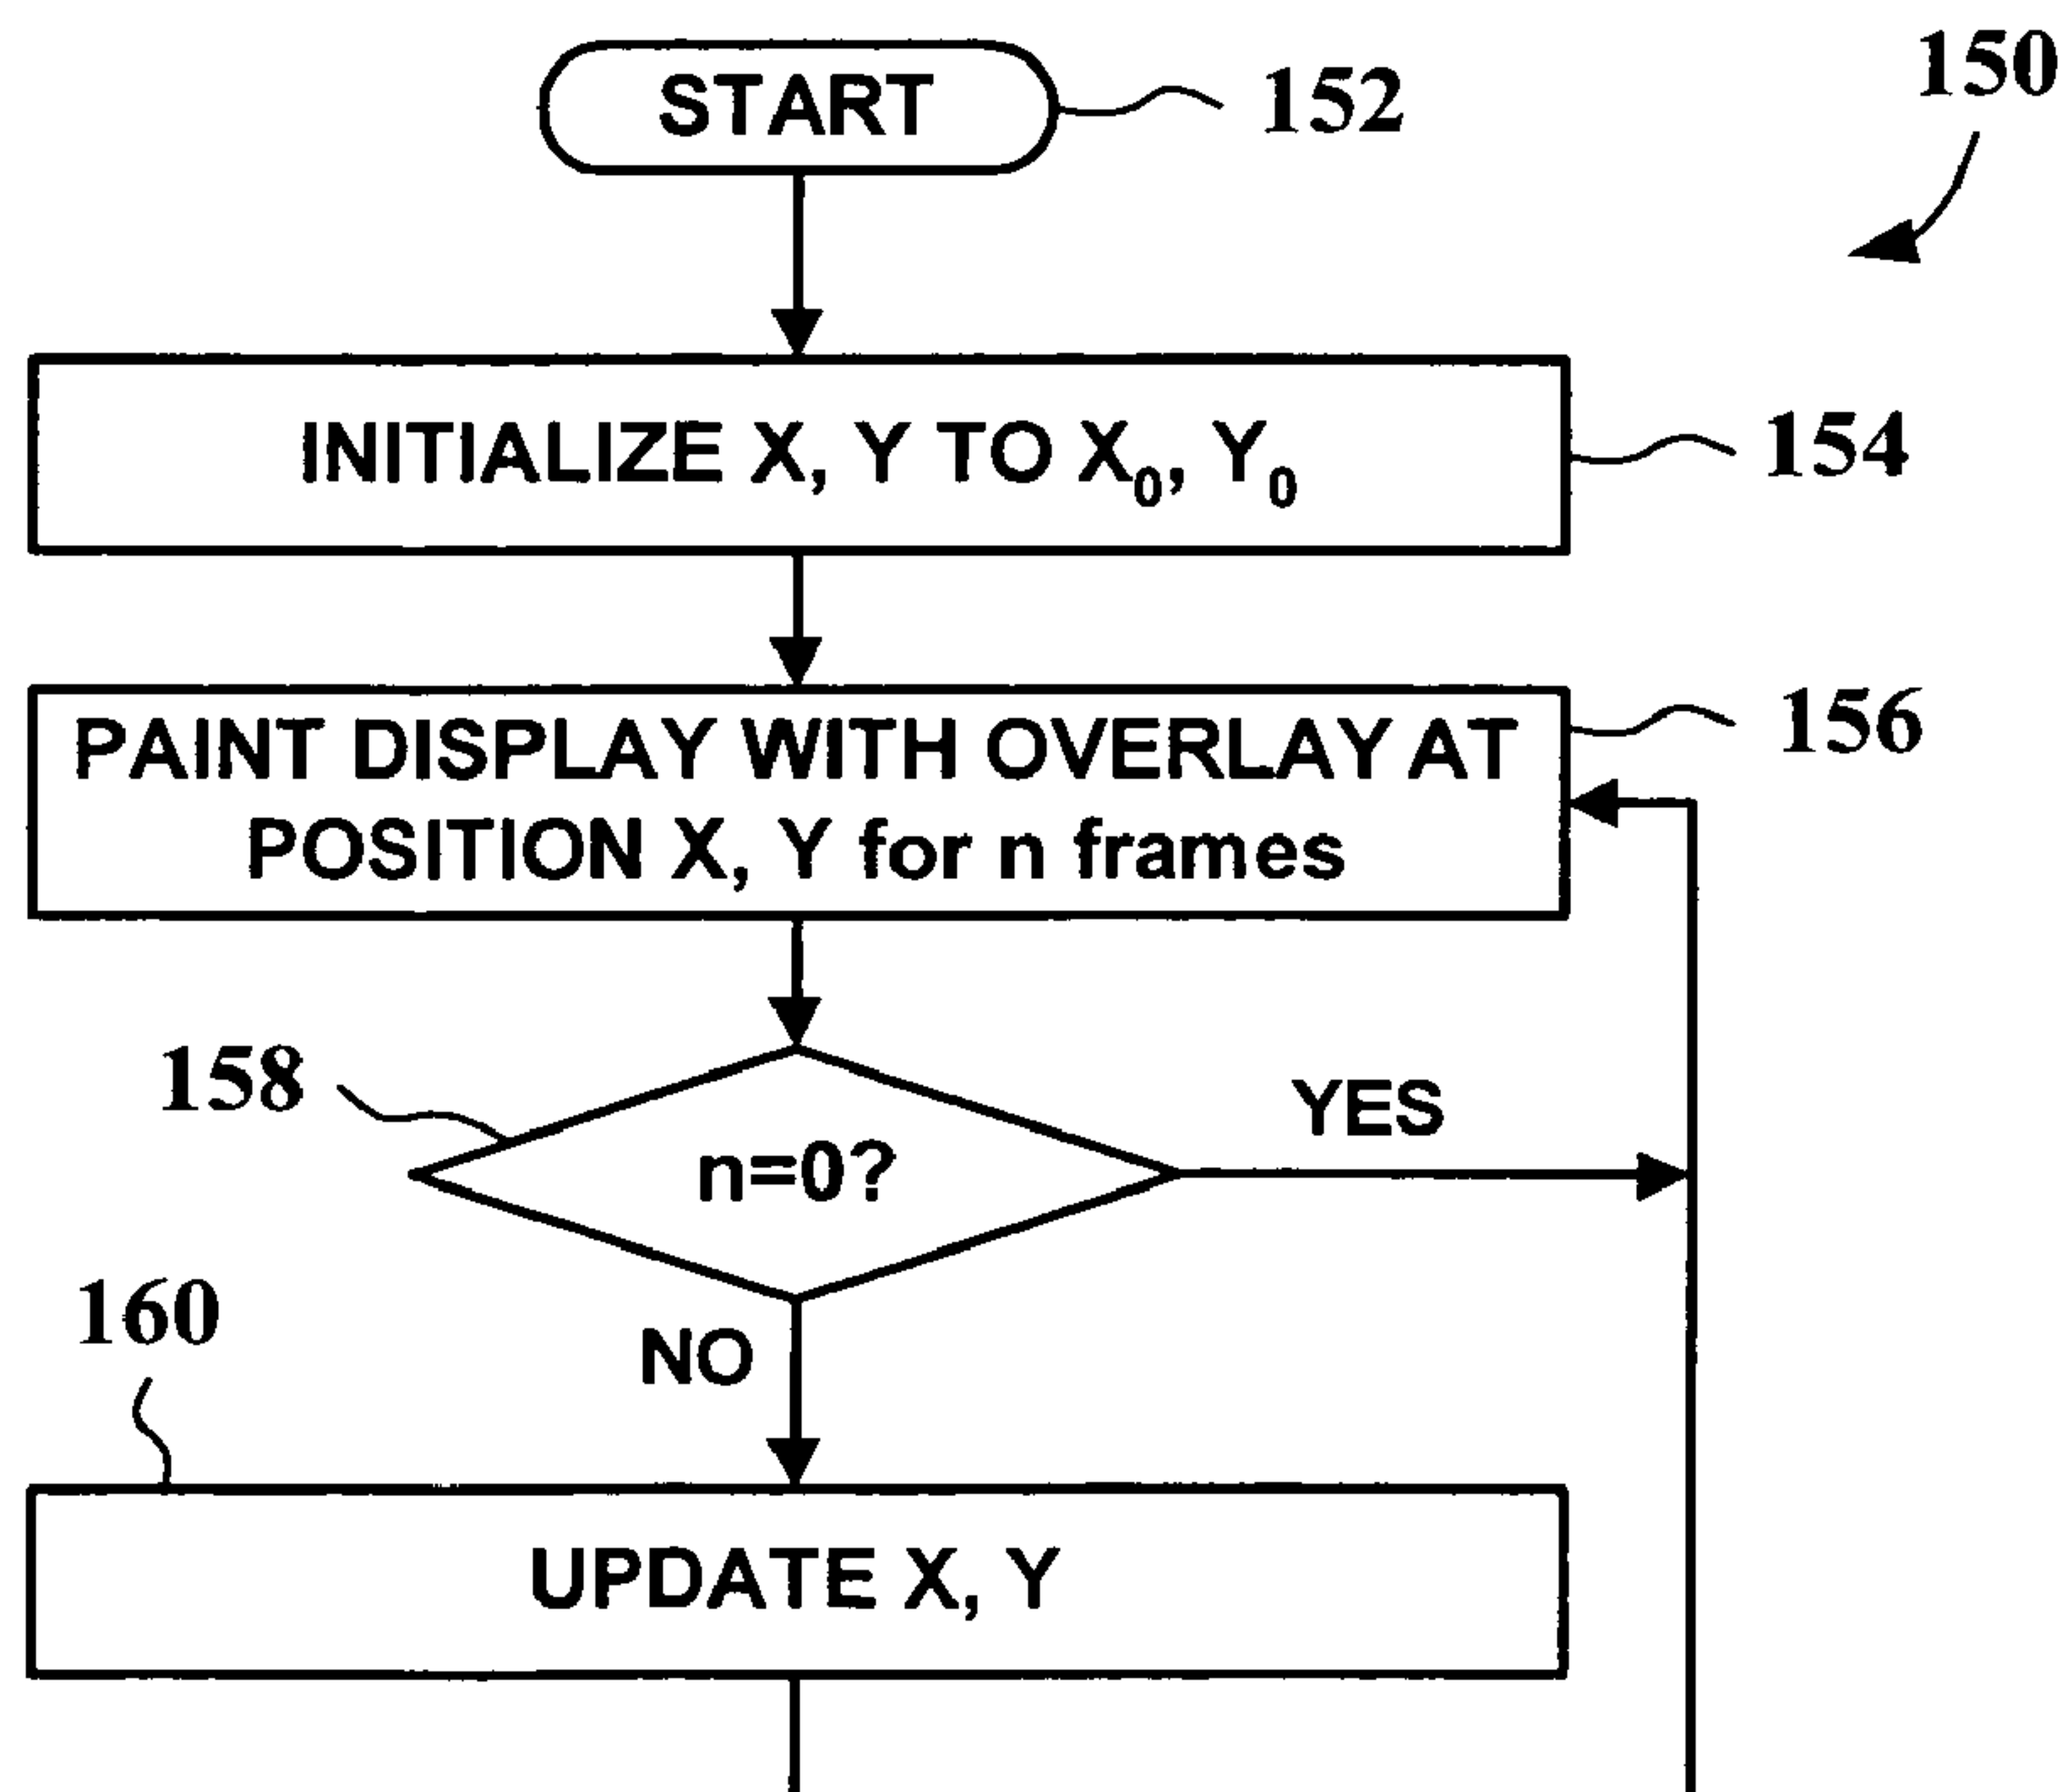 150
START
152
INITIALIZE X, Y TO X₀, Y₀
154
PAINT DISPLAY WITH OVERLAY AT
POSITION X, Y for n frames
156
158
n=0?
YES
NO
160
UPDATE X, Y